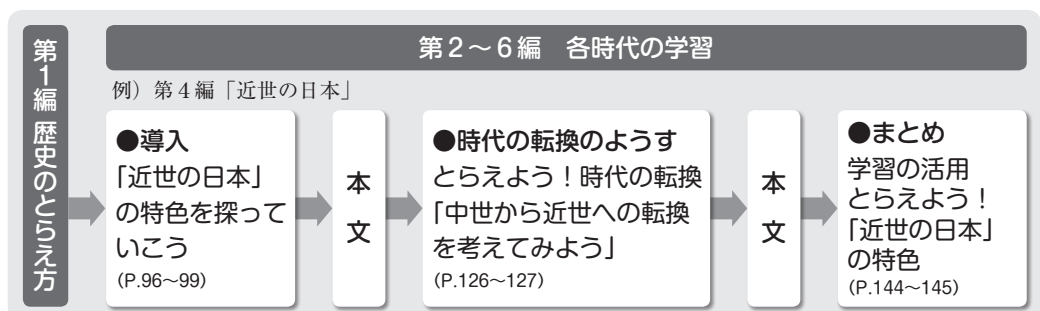 第1編 歴史のとらえ方
第2～6編 各時代の学習
例）第4編「近世の日本」
●導入
「近世の日本」
の特色を探って
いこう
(P.96～99)
本文
●時代の転換のようす
とらえよう！時代の転換
「中世から近世への転換
を考えてみよう」
(P.126～127)
本文
●まとめ
学習の活用
とらえよう！
「近世の日本」
の特色
(P.144～145)